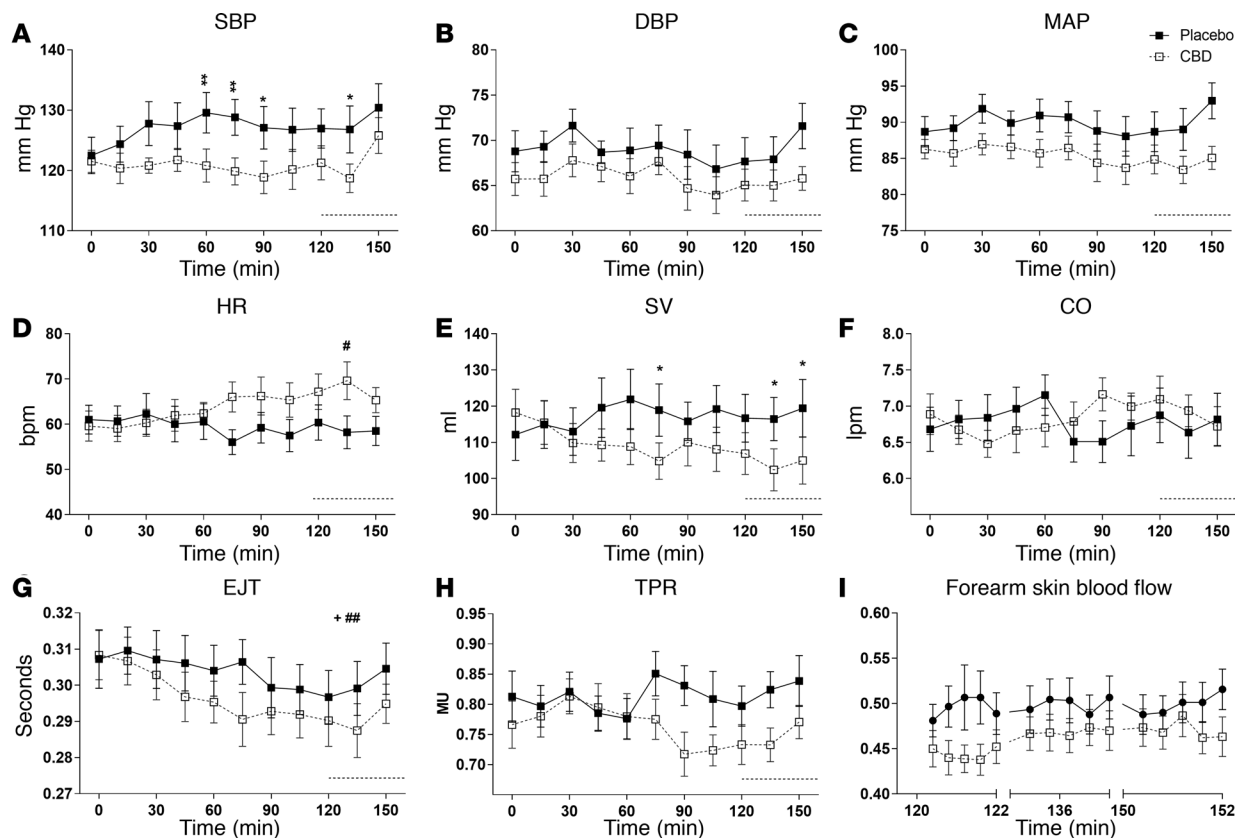 A
SBP
mm Hg
140
130
120
110
** ** * *
0 30 60 90 120 150
Time (min)
B
DBP
mm Hg
80
75
70
65
60
0 30 60 90 120 150
Time (min)
C
MAP
Placebo
CBD
mm Hg
100
95
90
85
80
75
0 30 60 90 120 150
Time (min)
D
HR
bpm
80
70
60
50
40
#
0 30 60 90 120 150
Time (min)
E
SV
ml
140
130
120
110
100
90
* * *
0 30 60 90 120 150
Time (min)
F
CO
lpm
8.0
7.5
7.0
6.5
6.0
0 30 60 90 120 150
Time (min)
G
EJT
Seconds
0.32
0.31
0.30
0.29
0.28
0.27
+ ##
0 30 60 90 120 150
Time (min)
H
TPR
MU
0.95
0.90
0.85
0.80
0.75
0.70
0 30 60 90 120 150
Time (min)
I
Forearm skin blood flow
0.60
0.55
0.50
0.45
0.40
120 122 136 150 152
Time (min)